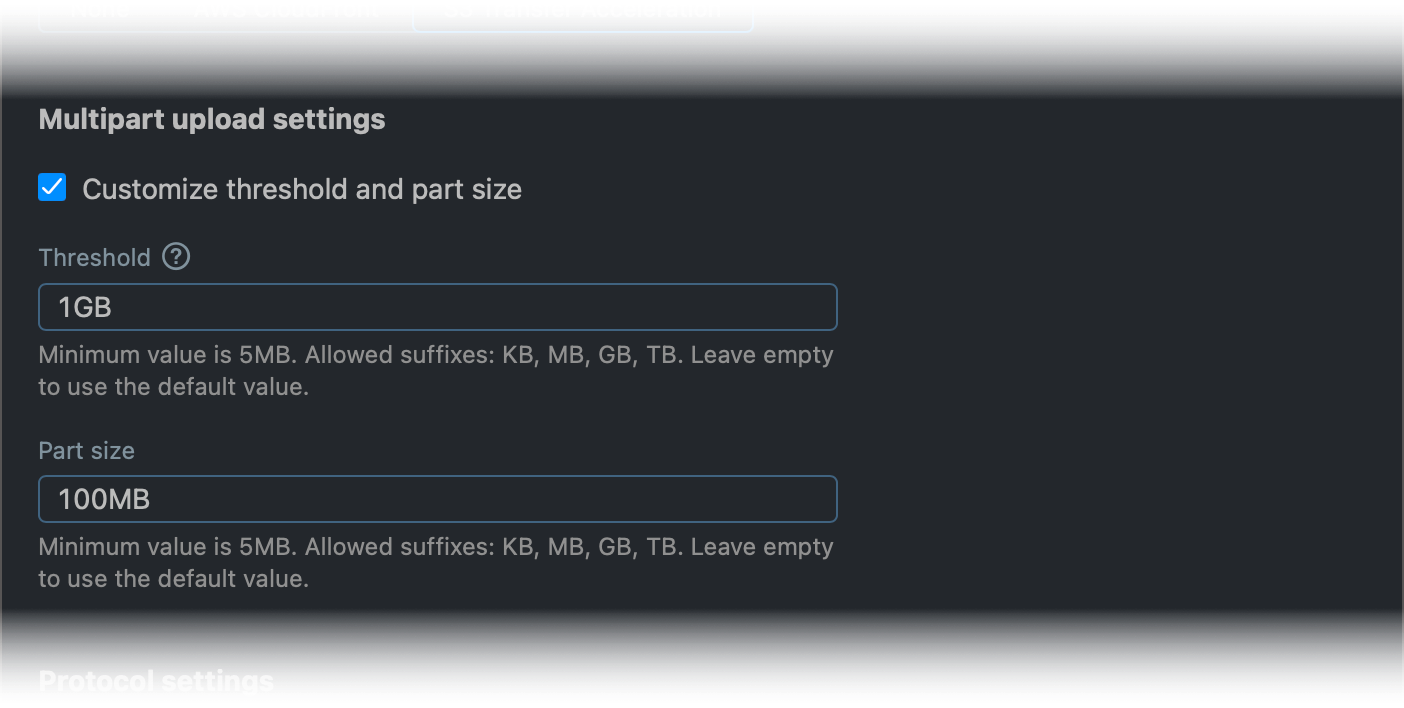 Multipart upload settings
Customize threshold and part size
Threshold ?
1GB
Minimum value is 5MB. Allowed suffixes: KB, MB, GB, TB. Leave empty
to use the default value.
Part size
100MB
Minimum value is 5MB. Allowed suffixes: KB, MB, GB, TB. Leave empty
to use the default value.
Protocol settings